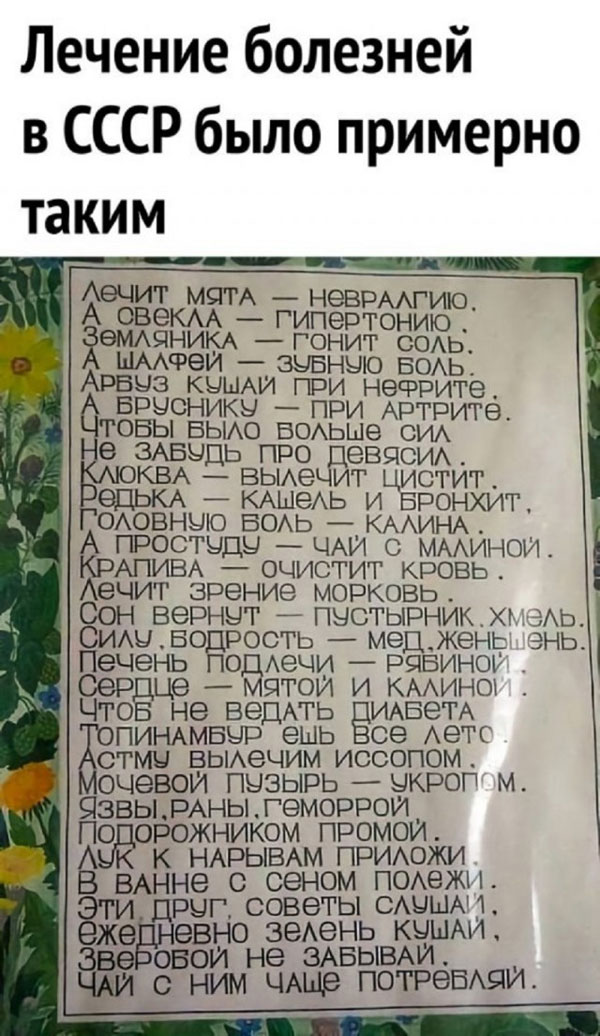 Лечение болезней
в СССР было примерно
таким
Лечит мята — невралгию.
А свекла — гипертонию.
Земляника — гонит соль.
А шалфей — зубную боль.
Арбуз кушай при нефрите.
А бруснику — при артрите.
Чтобы было больше сил
Не забудь про девясил.
Клюква — вылечит цистит.
Редька — кашель и бронхит,
Головную боль — калина.
А простуду — чай с малиной.
Крапива — очистит кровь.
Лечит зрение морковь.
Сон вернут — пустырник, хмель.
Силу, бодрость — мед, женьшень.
Печень подлечи — рябиной,
Сердце — мятой и калиной.
Чтоб не ведать диабета
Топинамбур ешь все лето.
Астму вылечим иссопом.
Мочевой пузырь — укропом.
Язвы, раны, геморрой
Подорожником промой.
Лук к нарывам приложи.
В ванне с сеном полежи.
Эти, друг, советы слушай,
Ежедневно зелень кушай,
Зверобой не забывай.
Чай с ним чаще потребляй.